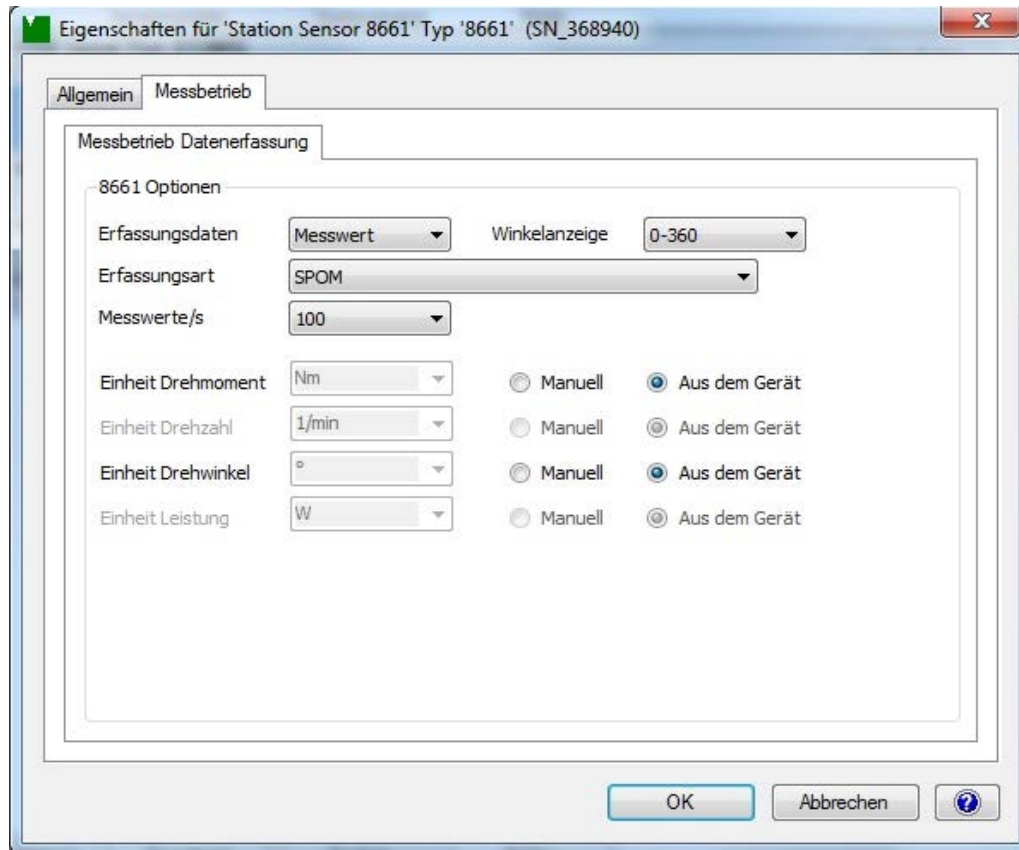 Eigenschaften für 'Station Sensor 8661' Typ '8661' (SN_368940)
Allgemein
Messbetrieb
Messbetrieb Datenerfassung
8661 Optionen
Erfassungsdaten Messwert Winkelanzeige 0-360
Erfassungsart SPOM
Messwerte/s 100
Einheit Drehmoment Nm Manuell Aus dem Gerät
Einheit Drehzahl 1/min Manuell Aus dem Gerät
Einheit Drehwinkel ° Manuell Aus dem Gerät
Einheit Leistung W Manuell Aus dem Gerät
OK Abbrechen ?